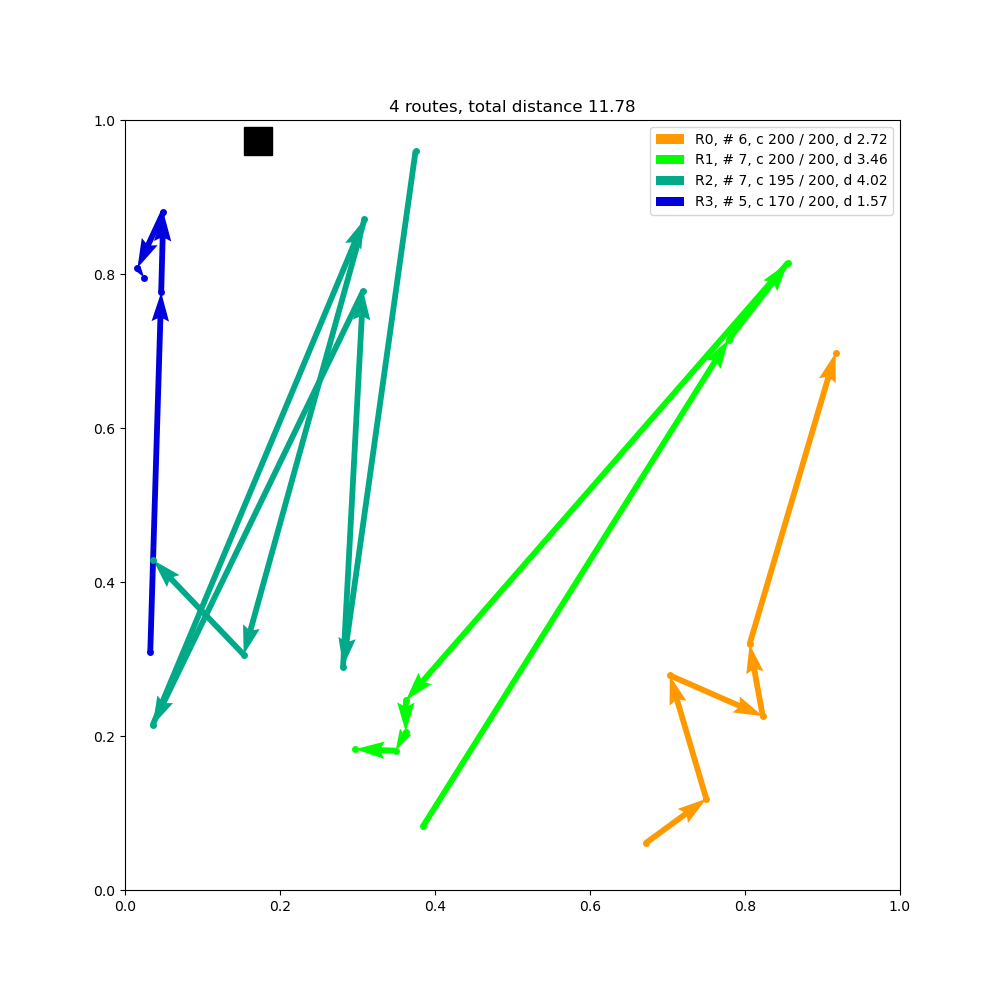 4 routes, total distance 11.78
R0, # 6, c 200 / 200, d 2.72
R1, # 7, c 200 / 200, d 3.46
R2, # 7, c 195 / 200, d 4.02
R3, # 5, c 170 / 200, d 1.57
1.0
0.8
0.6
0.4
0.2
0.0
0.0 0.2 0.4 0.6 0.8 1.0